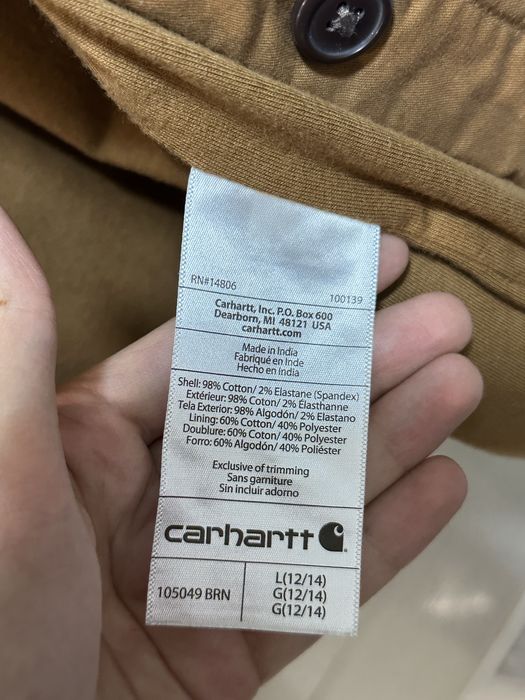 RN#14806 100139
Carhartt, Inc. P.O. Box 600
Dearborn, MI 48121 USA
carhartt.com
Made in India
Fabriqué en Inde
Hecho en India
Shell: 98% Cotton/ 2% Elastane (Spandex)
Extérieur: 98% Coton/ 2% Élasthanne
Tela Exterior: 98% Algodón/ 2% Elastano
Lining: 60% Cotton/ 40% Polyester
Doublure: 60% Coton/ 40% Polyester
Forro: 60% Algodón/ 40% Poliéster
Exclusive of trimming
Sans garniture
Sin incluir adorno
carhartt
105049 BRN
L(12/14)
G(12/14)
G(12/14)